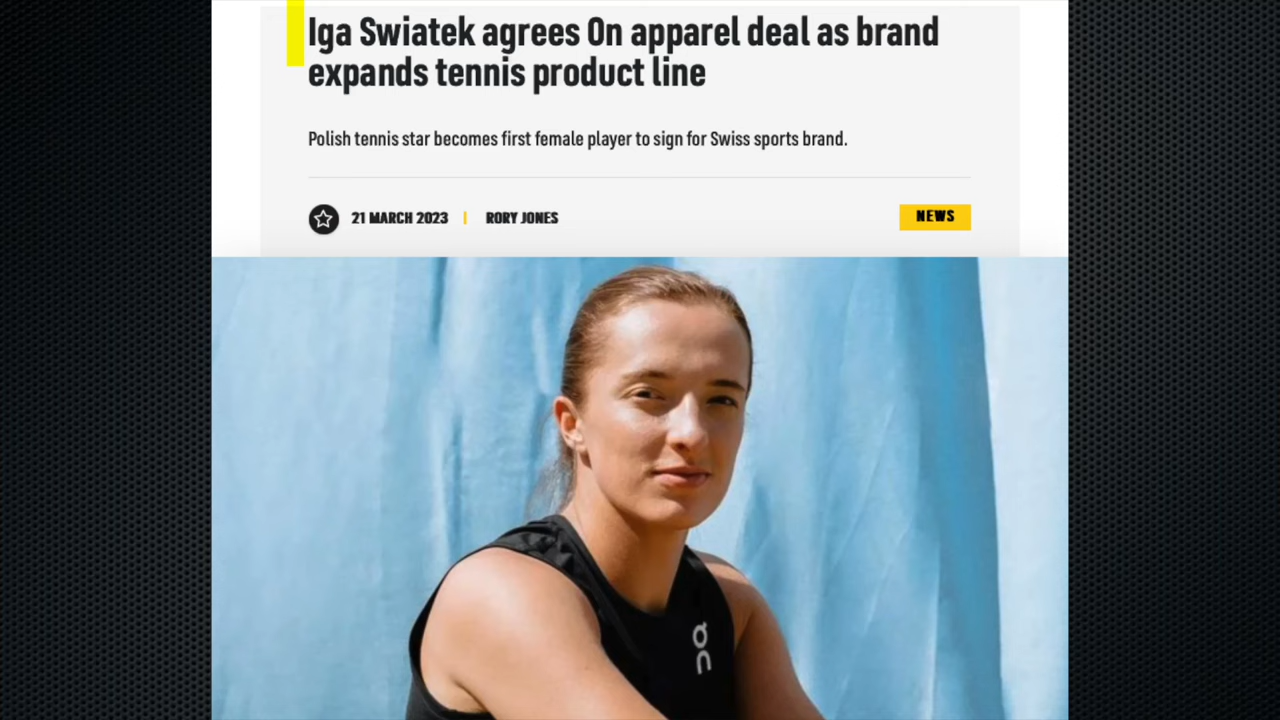 Iga Swiatek agrees On apparel deal as brand
expands tennis product line
Polish tennis star becomes first female player to sign for Swiss sports brand.
21 MARCH 2023 | RORY JONES
NEWS
on